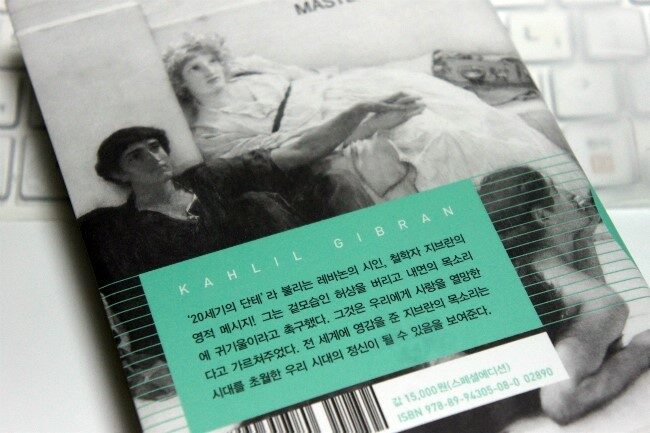 MASTE
KAHLIL GIBRAN
'20세기의 단테' 라 불리는 레바논의 시인, 철학자 지브란의
영적 메시지! 그는 겉모습인 허상을 버리고 내면의 목소리
에 귀기울이라고 촉구했다. 그것은 우리에게 사랑을 열망한
다고 가르쳐주었다. 전 세계에 영감을 준 지브란의 목소리는
시대를 초월한 우리 시대의 정신이 될 수 있음을 보여준다.
값 15,000원(스페셜에디션)
ISBN 978-89-94305-08-0 02890